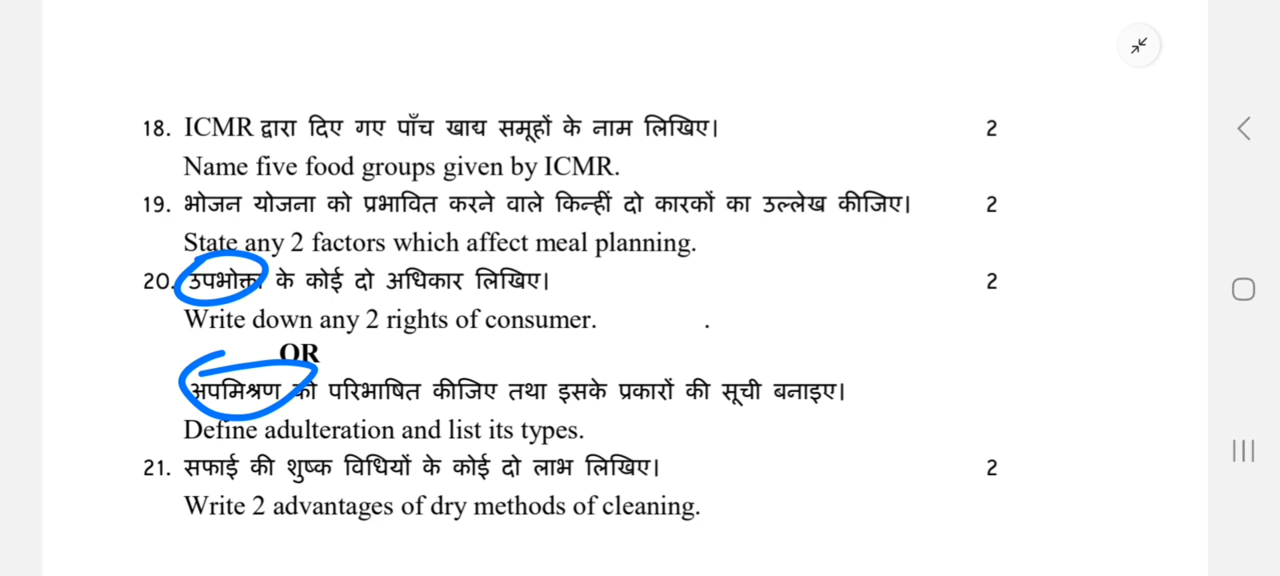 18. ICMR द्वारा दिए गए पाँच खाद्य समूहों के नाम लिखिए। 2
Name five food groups given by ICMR.
19. भोजन योजना को प्रभावित करने वाले किन्हीं दो कारकों का उल्लेख कीजिए। 2
State any 2 factors which affect meal planning.
20. उपभोक्ता के कोई दो अधिकार लिखिए। 2
Write down any 2 rights of consumer.
OR
अपमिश्रण को परिभाषित कीजिए तथा इसके प्रकारों की सूची बनाइए।
Define adulteration and list its types.
21. सफाई की शुष्क विधियों के कोई दो लाभ लिखिए। 2
Write 2 advantages of dry methods of cleaning.